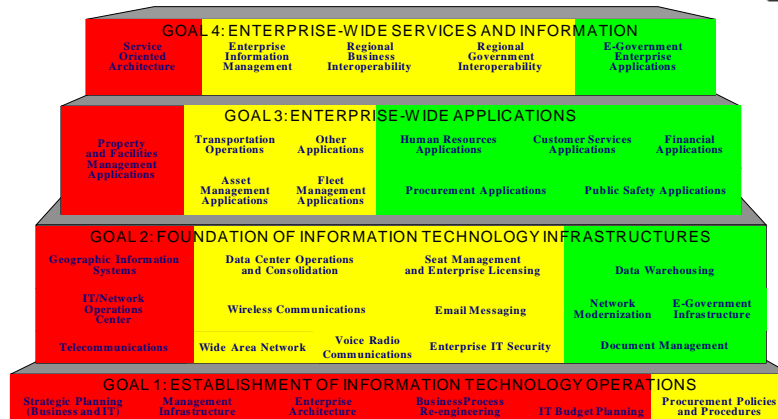 GOAL 4: ENTERPRISE-WIDE SERVICES AND INFORMATION
Service
Oriented
Architecture
Enterprise
Information
Management
Regional
Business
Interoperability
Regional
Government
Interoperability
E-Government
Enterprise
Applications
GOAL 3: ENTERPRISE-WIDE APPLICATIONS
Property
and Facilities
Management
Applications
Transportation
Operations
Other
Applications
Human Resources
Applications
Customer Services
Applications
Financial
Applications
Asset
Management
Applications
Fleet
Management
Applications
Procurement Applications
Public Safety Applications
GOAL 2: FOUNDATION OF INFORMATION TECHNOLOGY INFRASTRUCTURES
Geographic Information
Systems
Data Center Operations
and Consolidation
Seat Management
and Enterprise Licensing
Data Warehousing
IT/Network
Operations
Center
Wireless Communications
Email Messaging
Network
Modernization
E-Government
Infrastructure
Telecommunications
Wide Area Network
Voice Radio
Communications
Enterprise IT Security
Document Management
GOAL 1: ESTABLISHMENT OF INFORMATION TECHNOLOGY OPERATIONS
Strategic Planning
(Business and IT)
Management
Infrastructure
Enterprise
Architecture
BusinessProcess
Re-engineering
IT Budget Planning
Procurement Policies
and Procedures